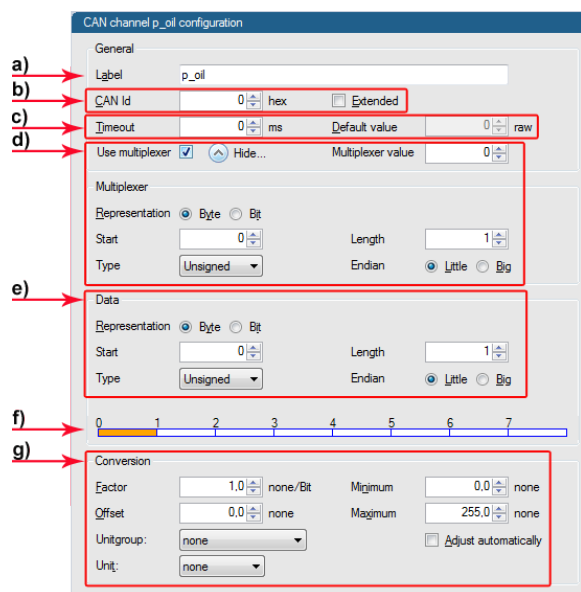 CAN channel p_oil configuration
General
a) Label p_oil
b) CAN Id 0 hex Extended
c) Timeout 0 ms Default value 0 raw
d) Use multiplexer Hide... Multiplexer value 0
Multiplexer
Representation Byte Bit
Start 0 Length 1
Type Unsigned Endian Little Big
e) Data
Representation Byte Bit
Start 0 Length 1
Type Unsigned Endian Little Big
f) 0 1 2 3 4 5 6 7
g) Conversion
Factor 1,0 none/Bit Minimum 0,0 none
Offset 0,0 none Maximum 255,0 none
Unitgroup: none Adjust automatically
Unit: none